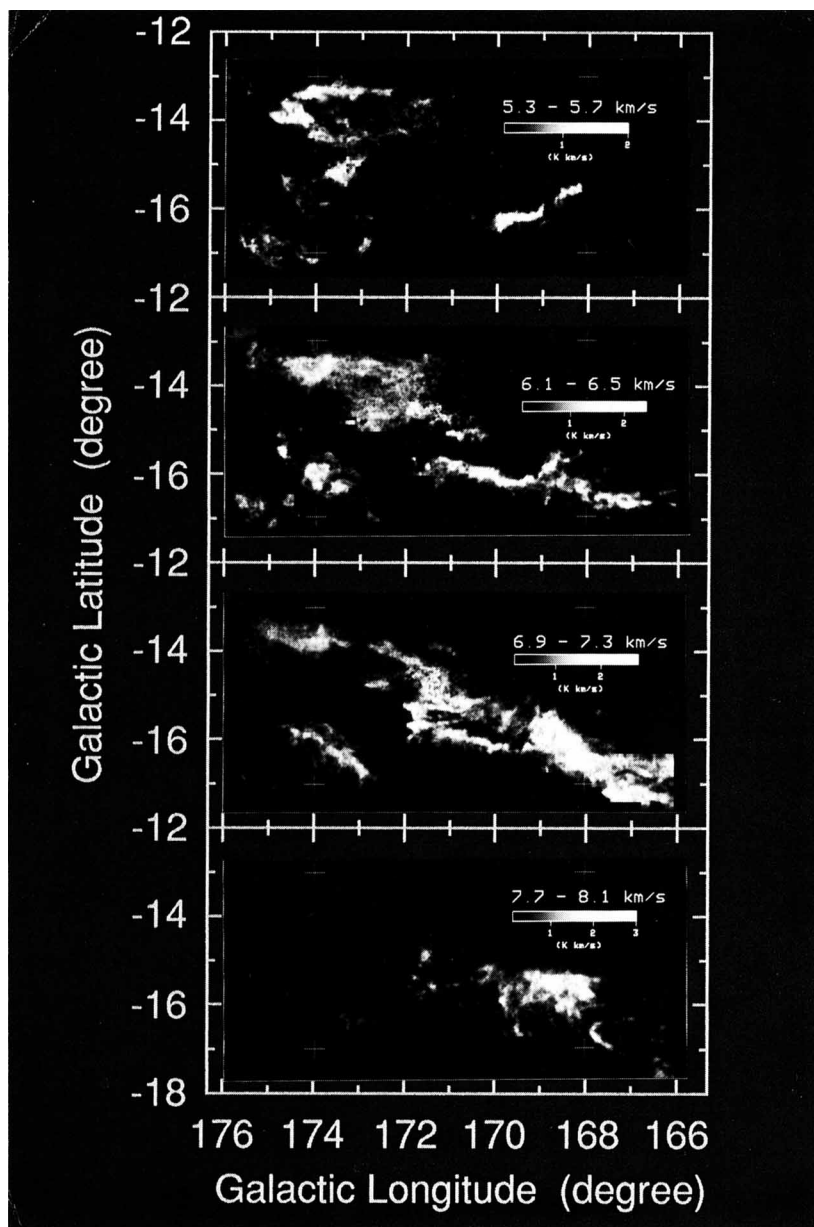 -12
5.3 - 5.7 km/s
1 2
(K km/s)
-14
-16
-12
6.1 - 6.5 km/s
1 2
(K km/s)
-14
-16
-12
6.9 - 7.3 km/s
1 2
(K km/s)
-14
-16
-12
7.7 - 8.1 km/s
1 2 3
(K km/s)
-14
-16
-18
176 174 172 170 168 166
Galactic Longitude (degree)
Galactic Latitude (degree)